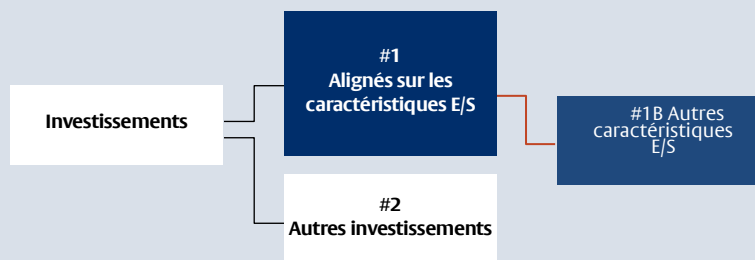 Investissements
#1
Alignés sur les
caractéristiques E/S
#2
Autres investissements
#1B Autres
caractéristiques
E/S